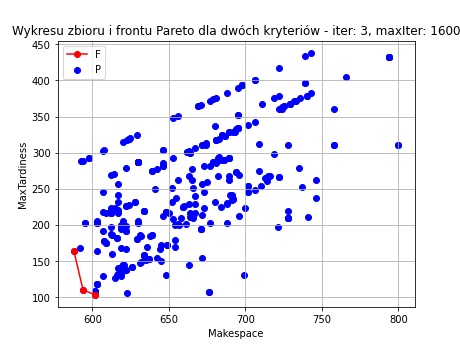 Wykresu zbioru i frontu Pareto dla dwóch kryteriów - iter: 3, maxIter: 1600
450
F
P
400
350
300
MaxTardiness
250
200
150
100
600 650 700 750 800
Makespace